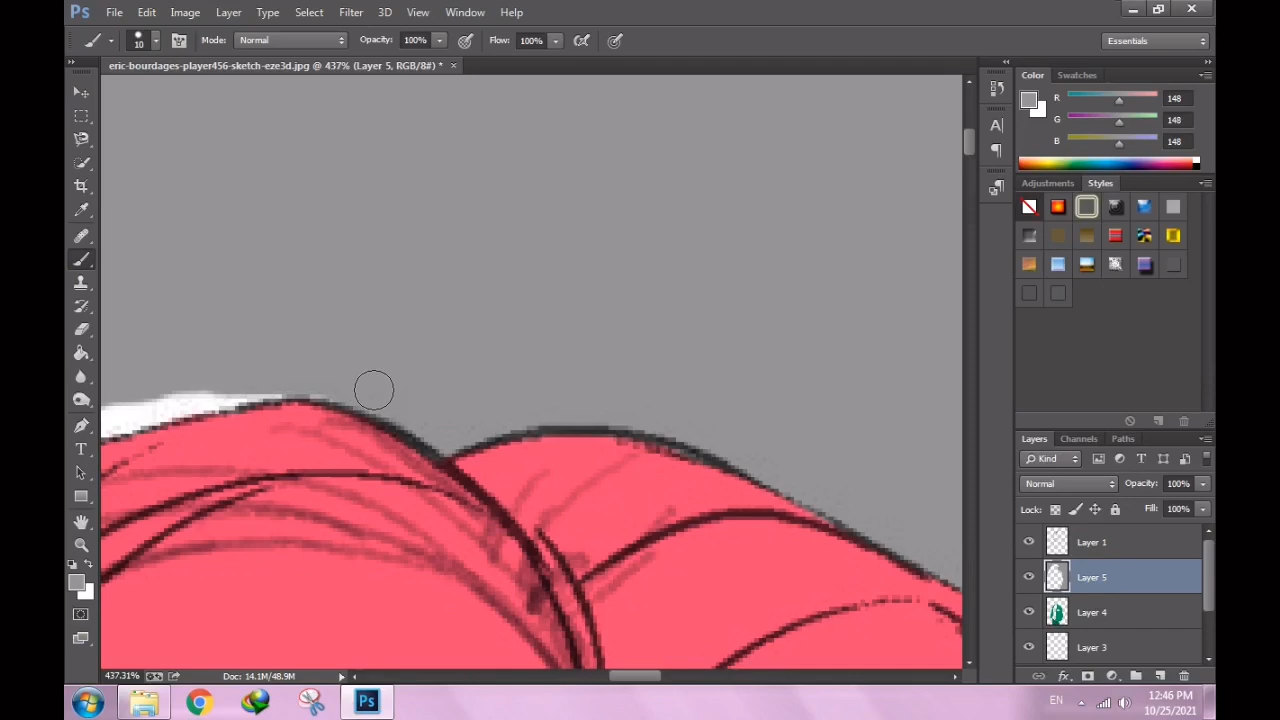 Ps File Edit Image Layer Type Select Filter 3D View Window Help
10 Mode: Normal Opacity: 100% Flow: 100% Essentials
eric-bourdages-player456-sketch-eze3d.jpg @ 437% (Layer 5, RGB/8#) * ×
Color Swatches
R 148
G 148
B 148
Adjustments Styles
Layers Channels Paths
Kind
Normal Opacity: 100%
Lock: Fill: 100%
Layer 1
Layer 5
Layer 4
Layer 3
437.31% Doc: 14.1M/48.9M
fx
Ps EN 12:46 PM
10/25/2021